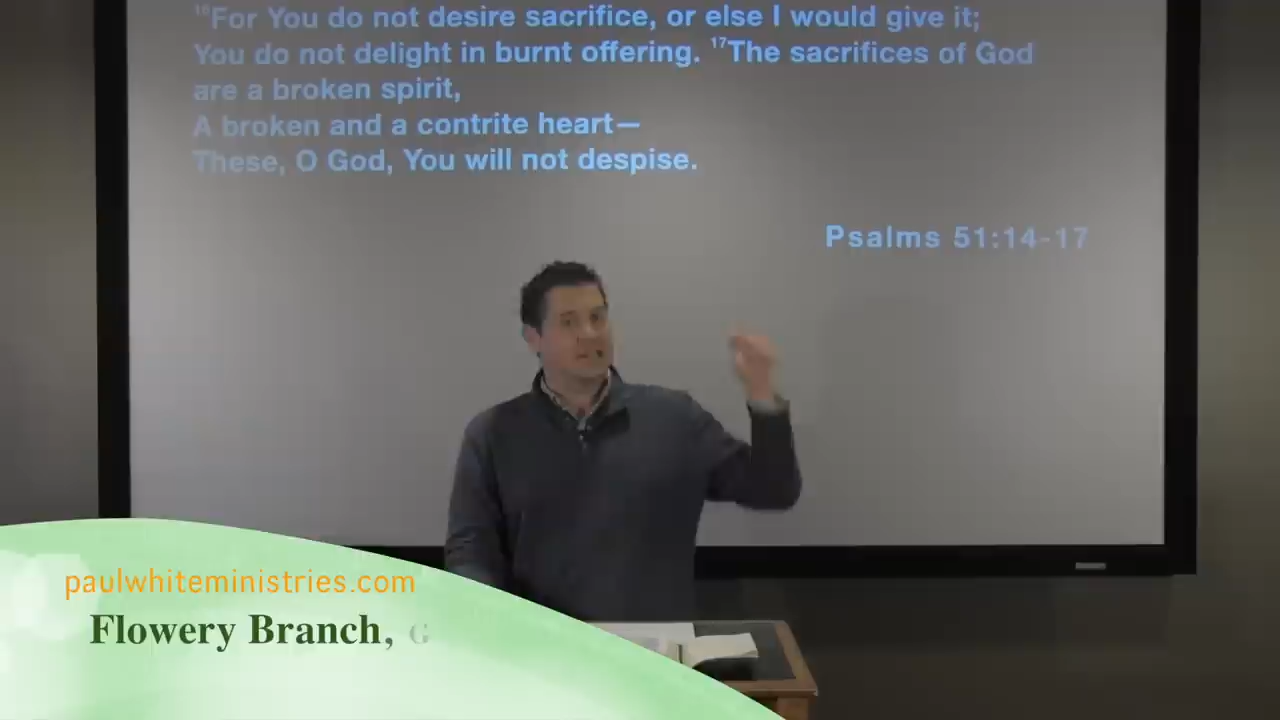 ¹⁶For You do not desire sacrifice, or else I would give it;
You do not delight in burnt offering. ¹⁷The sacrifices of God
are a broken spirit,
A broken and a contrite heart—
These, O God, You will not despise.
Psalms 51:14-17
paulwhiteministries.com
Flowery Branch, G